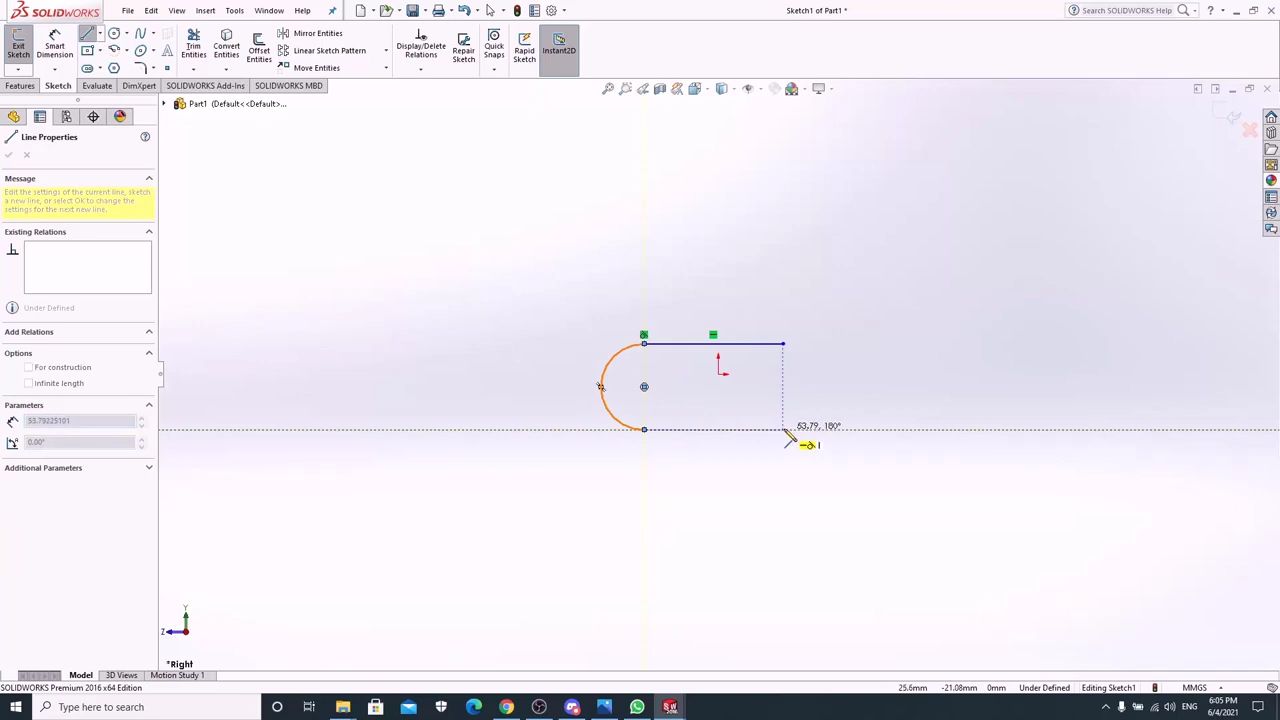 SOLIDWORKS
File Edit View Insert Tools Window Help
Sketch1 of Part1 *
Search SOLIDWORKS Help
Exit Sketch
Smart Dimension
Trim Entities
Convert Entities
Offset Entities
Mirror Entities
Linear Sketch Pattern
Move Entities
Display/Delete Relations
Repair Sketch
Quick Snaps
Rapid Sketch
Instant2D
Features Sketch Evaluate DimXpert SOLIDWORKS Add-Ins SOLIDWORKS MBD
Part1 (Default<<Default>...
Line Properties
Message
Edit the settings of the current line, sketch
a new line, or select OK to change the
settings for the next new line.
Existing Relations
Under Defined
Add Relations
Options
For construction
Infinite length
Parameters
53.79225101
0.00°
Additional Parameters
53.79, 180°
Y
Z
*Right
Model 3D Views Motion Study 1
SOLIDWORKS Premium 2016 x64 Edition
25.6mm -21.08mm 0mm Under Defined Editing Sketch1 MMGS
Type here to search
ENG
6:05 PM
6/4/2021